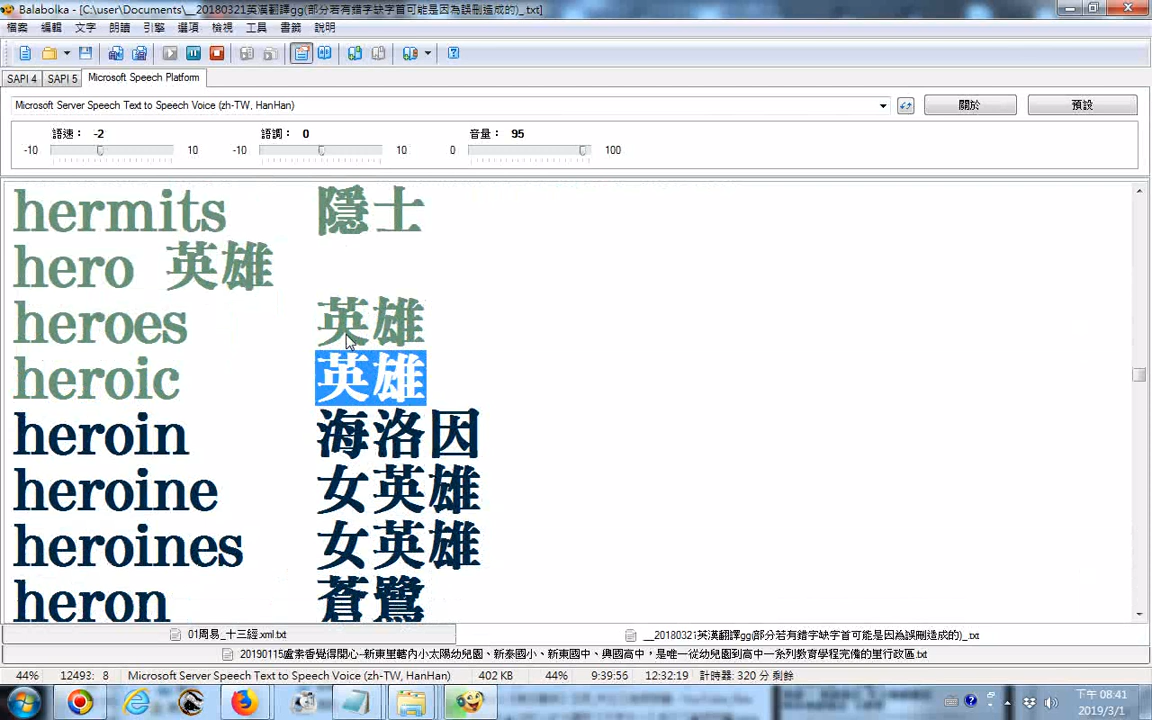 Balabolka - [C:\user\Documents\__20180321英漢翻譯gg(部分若有錯字缺字首可能是因為誤刪造成的)_.txt]
檔案 編輯 文字 朗讀 引擎 選項 檢視 工具 書籤 說明
SAPI 4 SAPI 5 Microsoft Speech Platform
Microsoft Server Speech Text to Speech Voice (zh-TW, HanHan) 關於 預設
語速： -2 語調： 0 音量： 95
-10 10 -10 10 0 100
hermits 隱士
hero 英雄
heroes 英雄
heroic 英雄
heroin 海洛因
heroine 女英雄
heroines 女英雄
heron 蒼鷺
01周易_十三經.xml.txt __20180321英漢翻譯gg(部分若有錯字缺字首可能是因為誤刪造成的)_.txt
20190115盧素香覺得開心--新東里轄內小太陽幼兒園、新泰國小、新東國中、興國高中，是唯一從幼兒園到高中一系列教育學程完備的里行政區.txt
44% 12493: 8 Microsoft Server Speech Text to Speech Voice (zh-TW, HanHan) 402 KB 44% 9:39:56 12:32:19 計時器: 320 分 剩餘
下午 08:41
2019/3/1